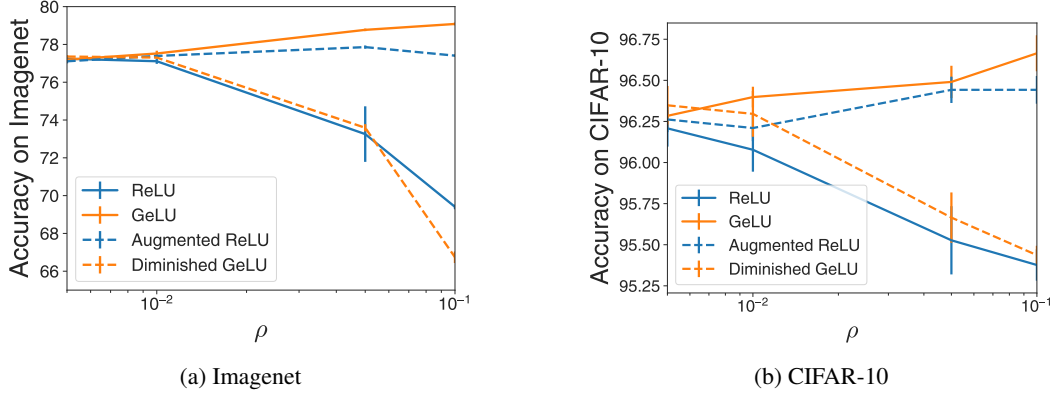 80
78
76
74
72
70
68
66
Accuracy on Imagenet
ReLU
GeLU
Augmented ReLU
Diminished GeLU
10⁻² 10⁻¹
ρ
(a) Imagenet
96.75
96.50
96.25
96.00
95.75
95.50
95.25
Accuracy on CIFAR-10
ReLU
GeLU
Augmented ReLU
Diminished GeLU
10⁻² 10⁻¹
ρ
(b) CIFAR-10